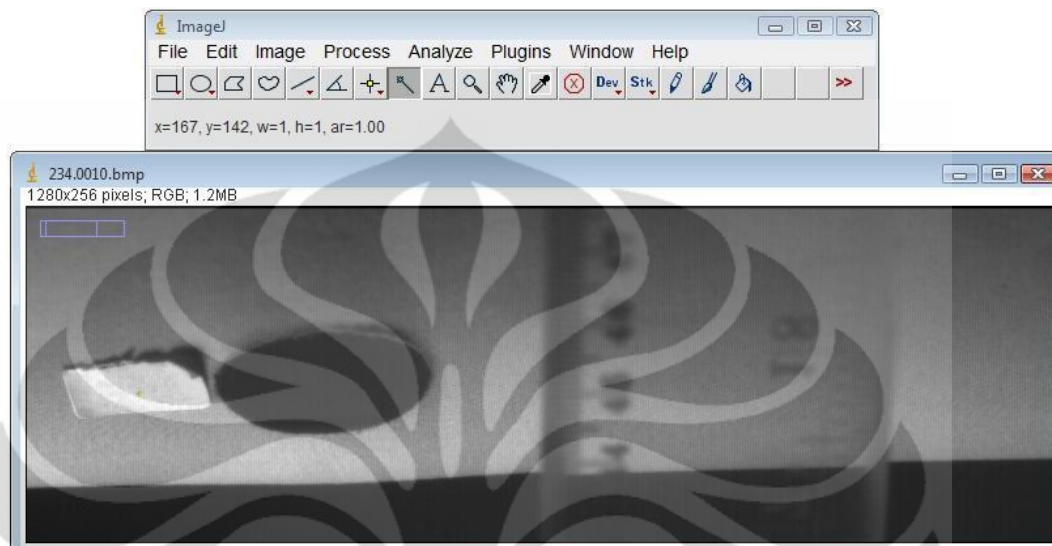 ImageJ
File Edit Image Process Analyze Plugins Window Help
A Dev Stk >>
x=167, y=142, w=1, h=1, ar=1.00
234.0010.bmp
1280x256 pixels; RGB; 1.2MB